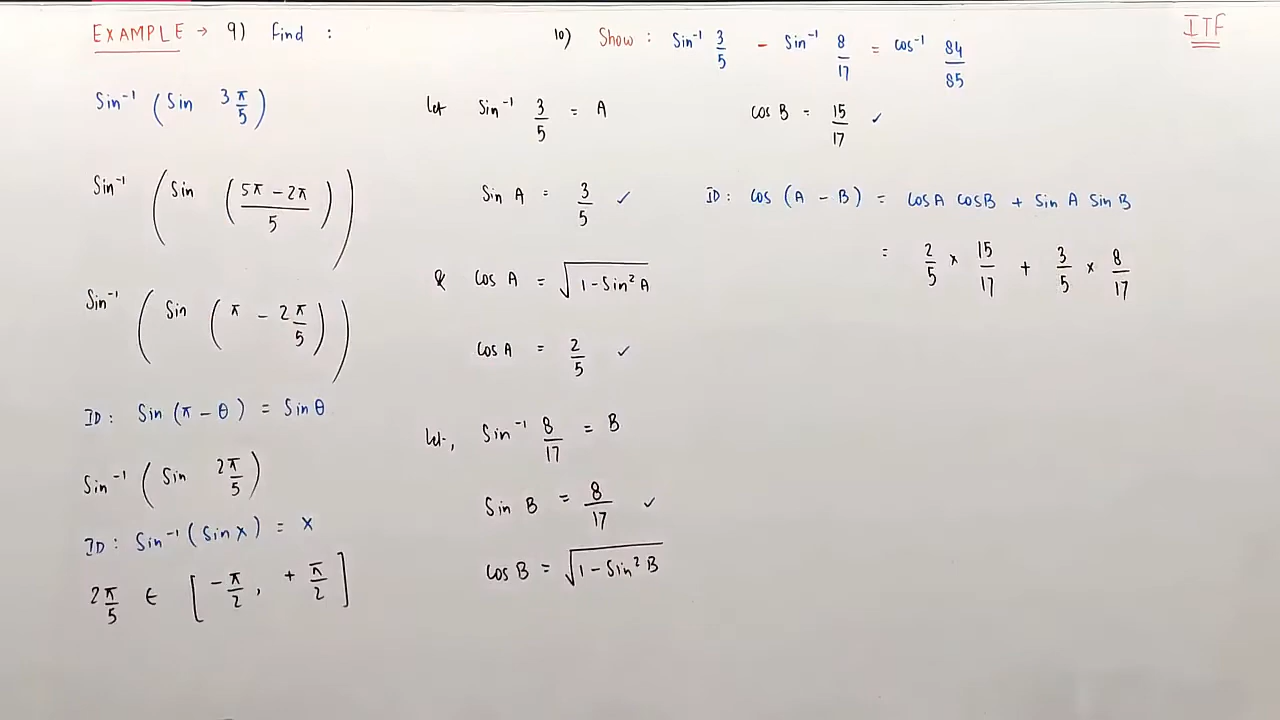 EXAMPLE → 9) Find :
Sin⁻¹ (Sin 3π/5)
Sin⁻¹ (Sin ((5π − 2π)/5))
Sin⁻¹ (Sin (π − 2π/5))
ID: Sin (π − θ) = Sin θ
Sin⁻¹ (Sin 2π/5)
ID: Sin⁻¹ (Sin x) = x
2π/5 ∈ [−π/2, +π/2]
10) Show : Sin⁻¹ 3/5 − Sin⁻¹ 8/17 = cos⁻¹ 84/85
let Sin⁻¹ 3/5 = A
Sin A = 3/5 ✓
& cos A = √(1 − Sin² A)
cos A = 2/5 ✓
let, Sin⁻¹ 8/17 = B
Sin B = 8/17 ✓
cos B = √(1 − Sin² B)
cos B = 15/17 ✓
ID: cos (A − B) = cos A cos B + Sin A Sin B
= 2/5 × 15/17 + 3/5 × 8/17
ITF